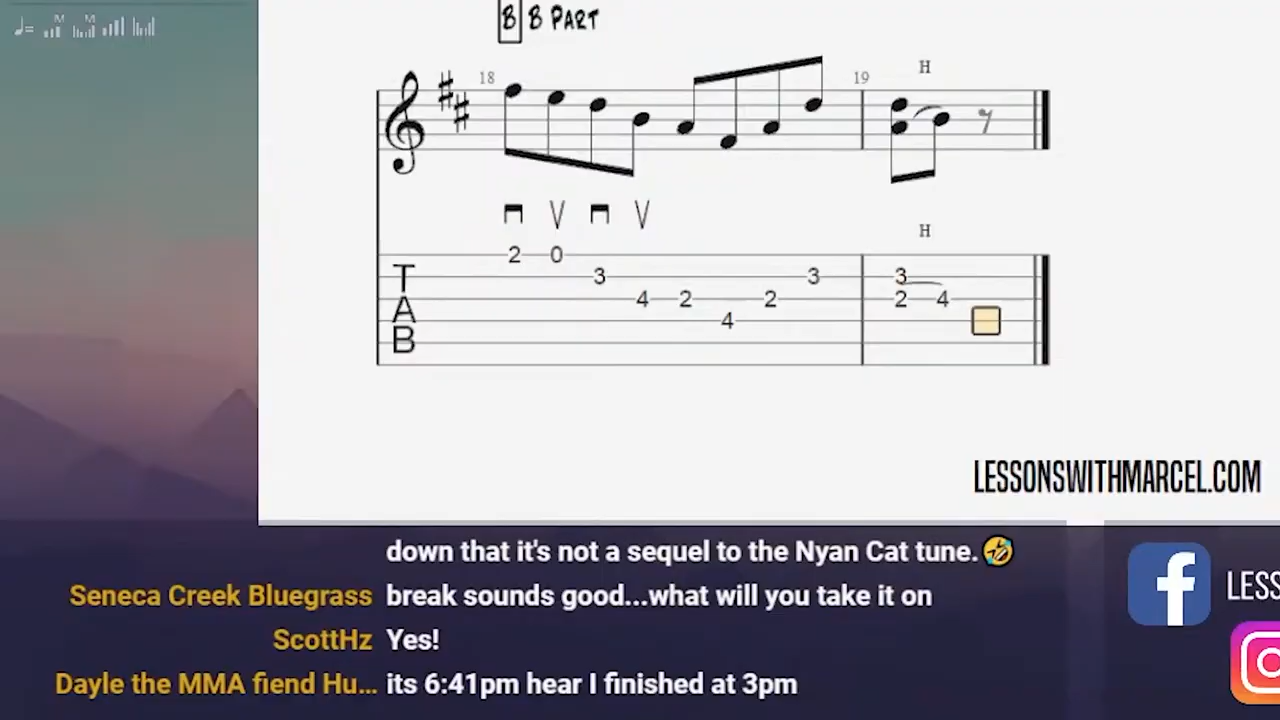 B B PART
18
19
H
H
2 0 3 4 2 4 2 3 3 2 4
T
A
B
LESSONSWITHMARCEL.COM
down that it's not a sequel to the Nyan Cat tune.🤣
Seneca Creek Bluegrass break sounds good...what will you take it on
ScottHz Yes!
Dayle the MMA fiend Hu... its 6:41pm hear I finished at 3pm
LESS